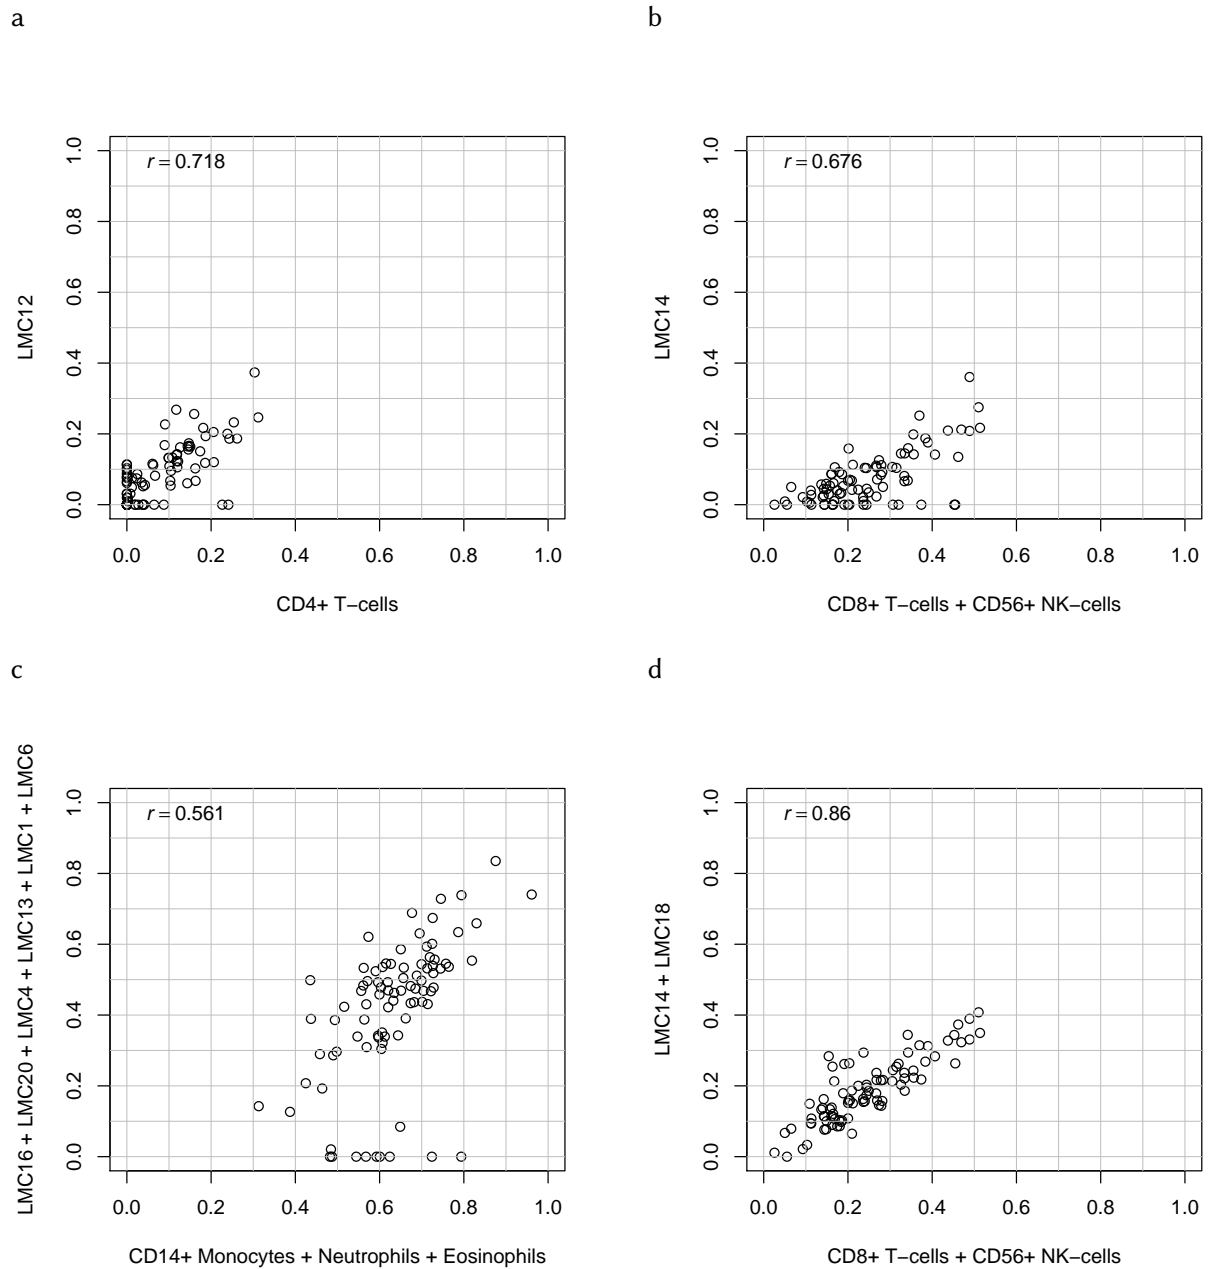 a
b
r = 0.718
r = 0.676
1.0
0.8
0.6
0.4
0.2
0.0
LMC12
0.0 0.2 0.4 0.6 0.8 1.0
CD4+ T−cells
1.0
0.8
0.6
0.4
0.2
0.0
LMC14
0.0 0.2 0.4 0.6 0.8 1.0
CD8+ T−cells + CD56+ NK−cells
c
d
r = 0.561
r = 0.86
1.0
0.8
0.6
0.4
0.2
0.0
LMC16 + LMC20 + LMC4 + LMC13 + LMC1 + LMC6
0.0 0.2 0.4 0.6 0.8 1.0
CD14+ Monocytes + Neutrophils + Eosinophils
1.0
0.8
0.6
0.4
0.2
0.0
LMC14 + LMC18
0.0 0.2 0.4 0.6 0.8 1.0
CD8+ T−cells + CD56+ NK−cells